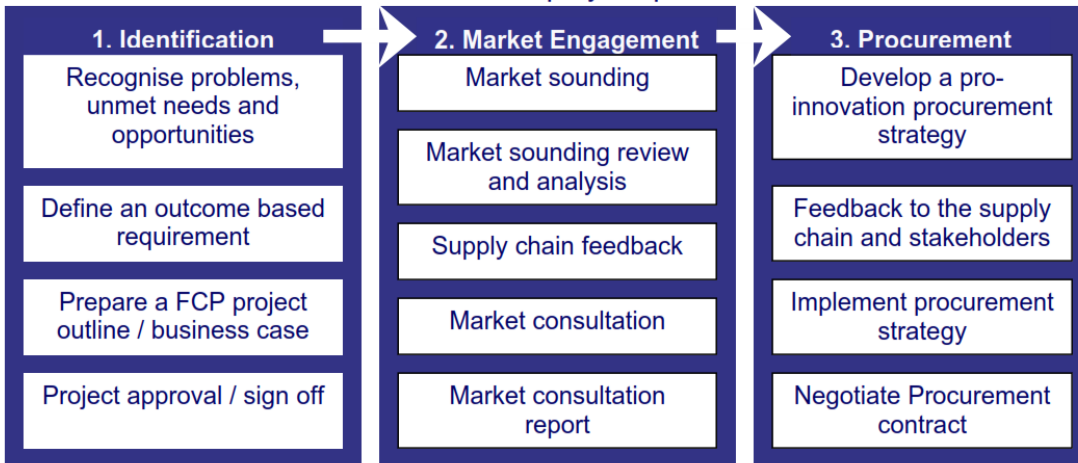 1. Identification
Recognise problems,
unmet needs and
opportunities
Define an outcome based
requirement
Prepare a FCP project
outline / business case
Project approval / sign off
2. Market Engagement
Market sounding
Market sounding review
and analysis
Supply chain feedback
Market consultation
Market consultation
report
3. Procurement
Develop a pro-
innovation procurement
strategy
Feedback to the supply
chain and stakeholders
Implement procurement
strategy
Negotiate Procurement
contract